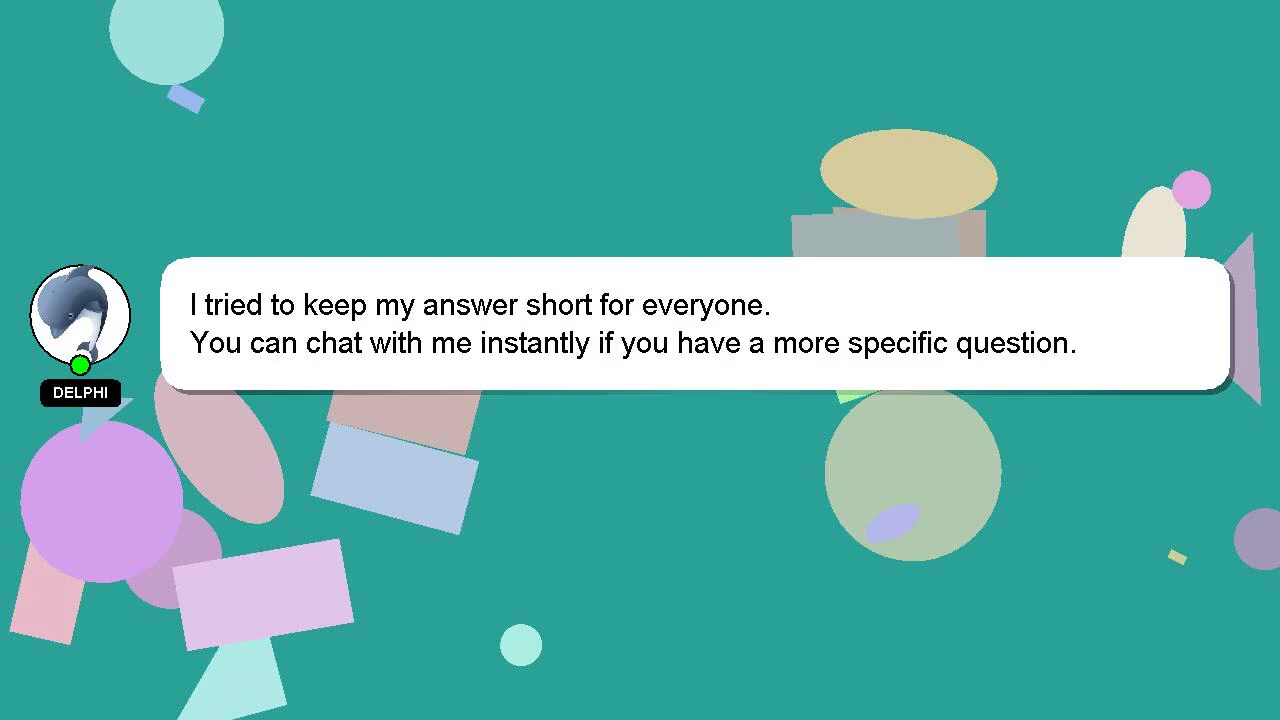 I tried to keep my answer short for everyone.
You can chat with me instantly if you have a more specific question.
DELPHI